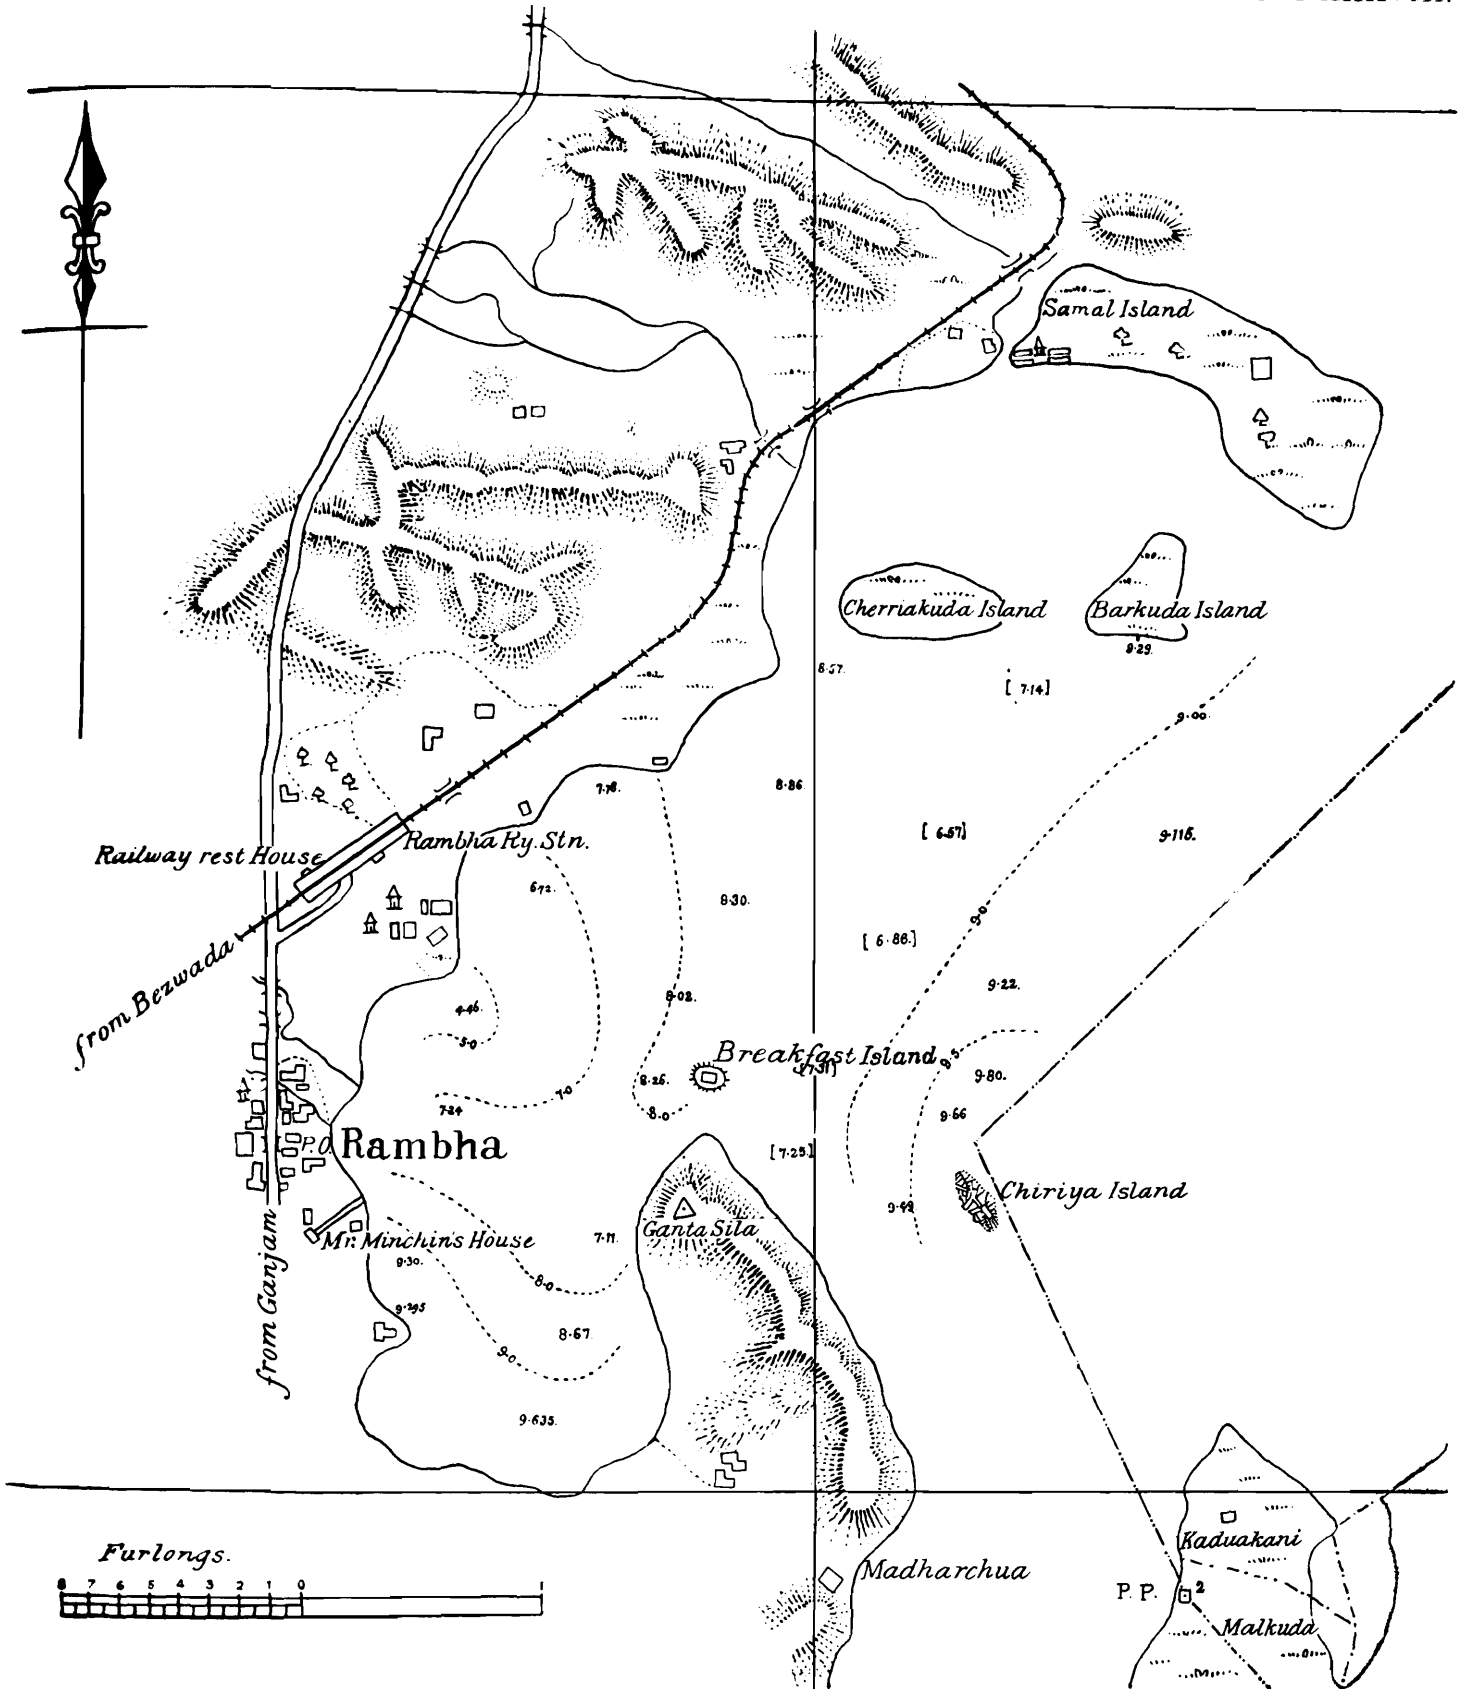 Samal Island
Cherriakuda Island
Barkuda Island
9·29.
8·57.
[ 7·14]
9·00.
7·78.
8·86.
[ 6·57]
9·115.
Rambha Ry. Stn.
Railway rest House
6·72.
8·30.
9·0
[ 6·86.]
from Bezwada
4·46.
8·02.
9·22.
5·0
Breakfast Island
9·5
9·80.
8·26.
7·0
7·24
8·0
9·66
P.O.
Rambha
[ 7·25.]
Chiriya Island
9·49
Ganta Sila
7·11.
Mr. Minchin's House
9·30.
8·0
from Ganjam
9·295
8·67.
9·0
9·635.
Furlongs.
8 7 6 5 4 3 2 1 0 1
Madharchua
Kaduakani
P. P. 2
Malkuda